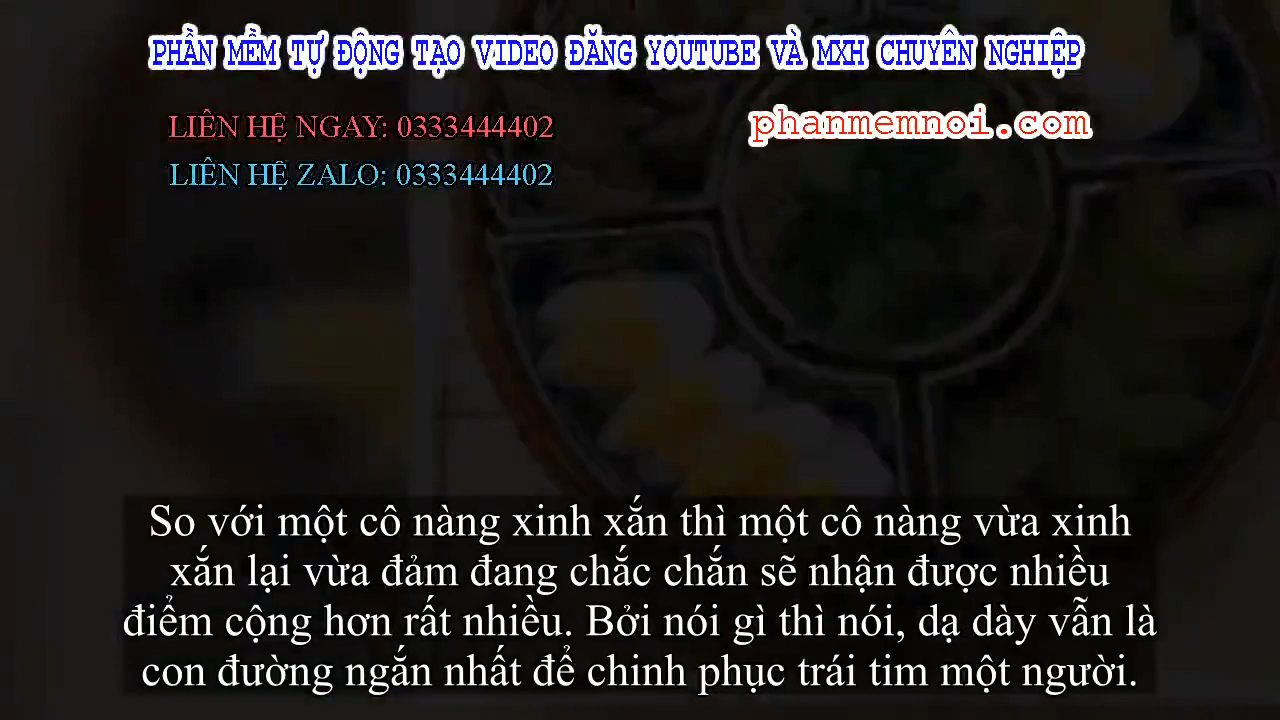 PHẦN MỀM TỰ ĐỘNG TẠO VIDEO ĐĂNG YOUTUBE VÀ MXH CHUYÊN NGHIỆP
LIÊN HỆ NGAY: 0333444402
phanmemnoi.com
LIÊN HỆ ZALO: 0333444402
So với một cô nàng xinh xắn thì một cô nàng vừa xinh
xắn lại vừa đảm đang chắc chắn sẽ nhận được nhiều
điểm cộng hơn rất nhiều. Bởi nói gì thì nói, dạ dày vẫn là
con đường ngắn nhất để chinh phục trái tim một người.